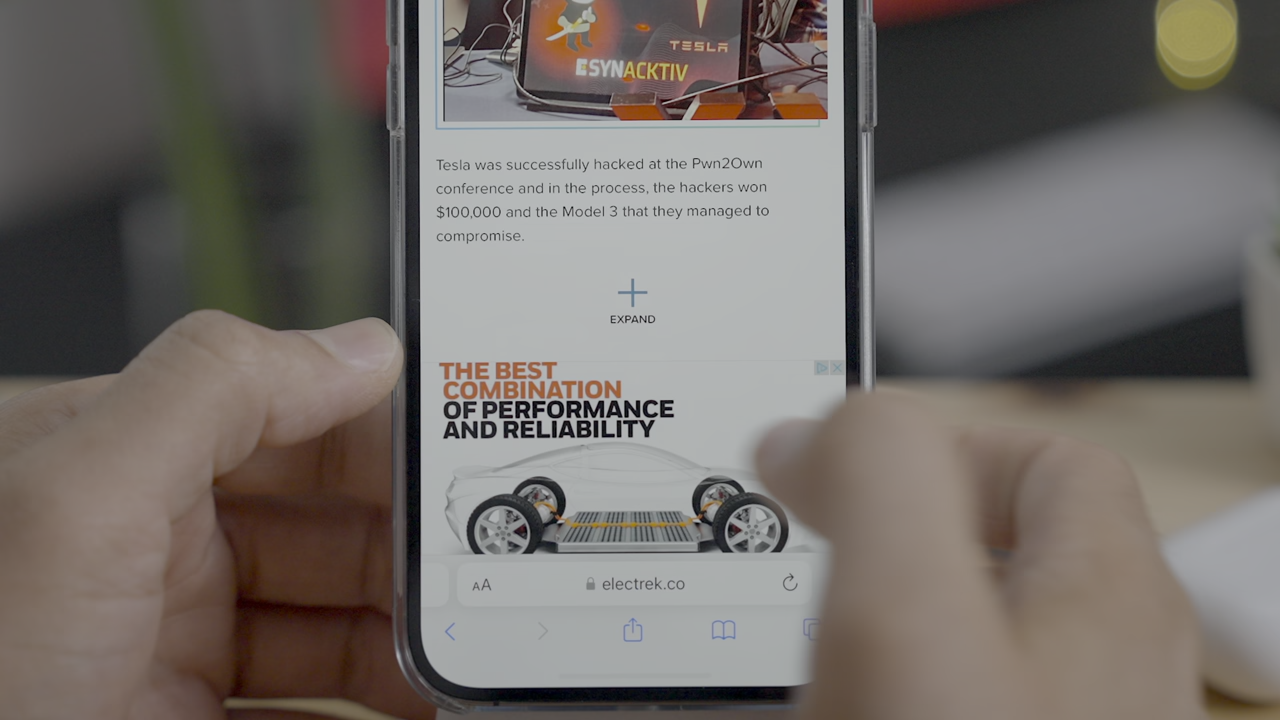 TESLA
SYNACKTIV
Tesla was successfully hacked at the Pwn2Own
conference and in the process, the hackers won
$100,000 and the Model 3 that they managed to
compromise.
EXPAND
THE BEST
COMBINATION
OF PERFORMANCE
AND RELIABILITY
AA
electrek.co